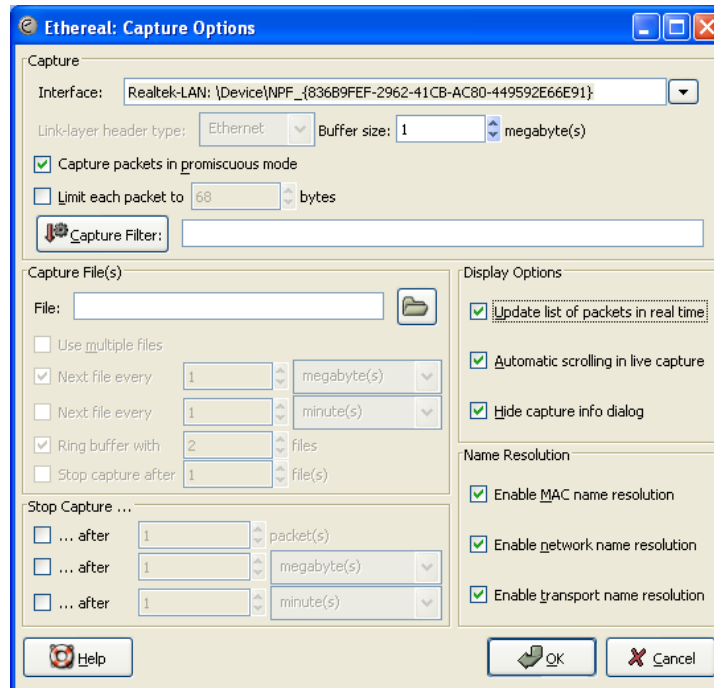 Ethereal: Capture Options
Capture
Interface: Realtek-LAN: \Device\NPF_{836B9FEF-2962-41CB-AC80-449592E66E91}
Link-layer header type: Ethernet Buffer size: 1 megabyte(s)
Capture packets in promiscuous mode
Limit each packet to 68 bytes
Capture Filter:
Capture File(s)
File:
Use multiple files
Next file every 1 megabyte(s)
Next file every 1 minute(s)
Ring buffer with 2 files
Stop capture after 1 file(s)
Stop Capture ...
... after 1 packet(s)
... after 1 megabyte(s)
... after 1 minute(s)
Display Options
Update list of packets in real time
Automatic scrolling in live capture
Hide capture info dialog
Name Resolution
Enable MAC name resolution
Enable network name resolution
Enable transport name resolution
Help OK Cancel